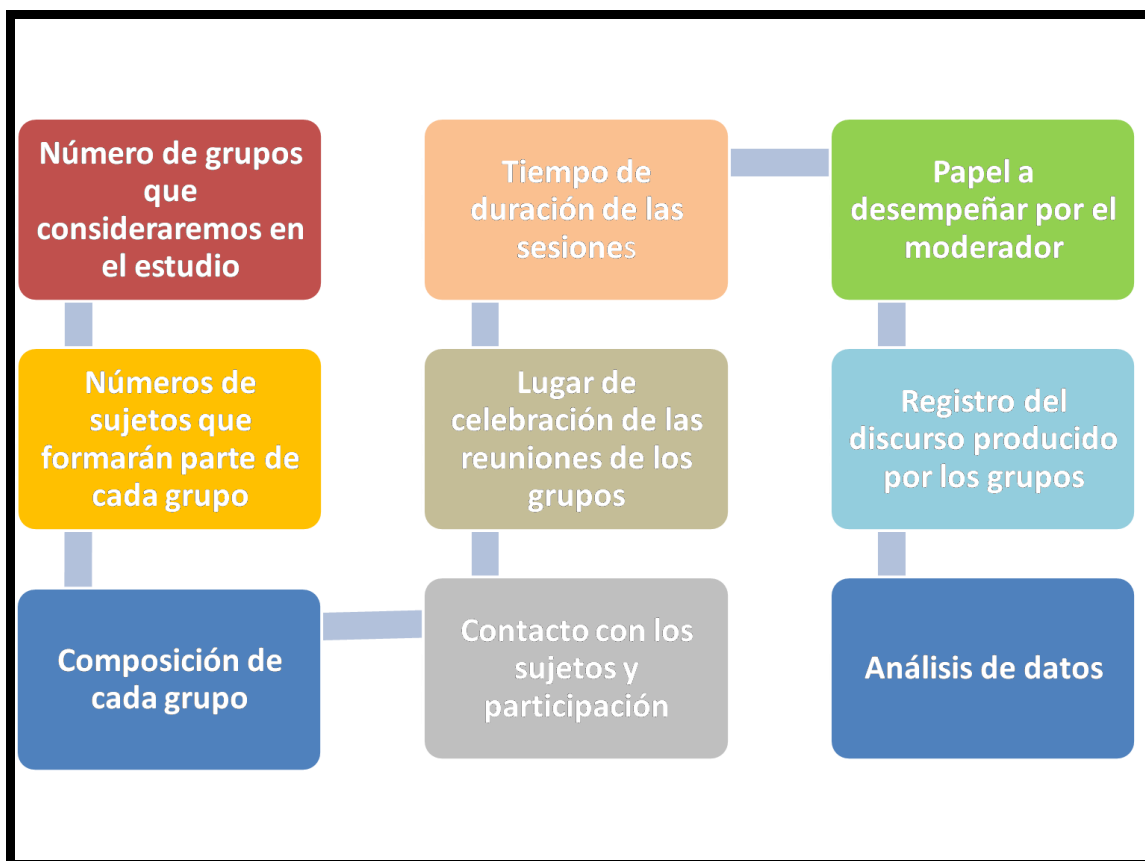 Número de grupos
que
consideraremos en
el estudio
Números de
sujetos que
formarán parte de
cada grupo
Composición de
cada grupo
Contacto con los
sujetos y
participación
Lugar de
celebración de las
reuniones de los
grupos
Tiempo de
duración de las
sesiones
Papel a
desempeñar por el
moderador
Registro del
discurso producido
por los grupos
Análisis de datos